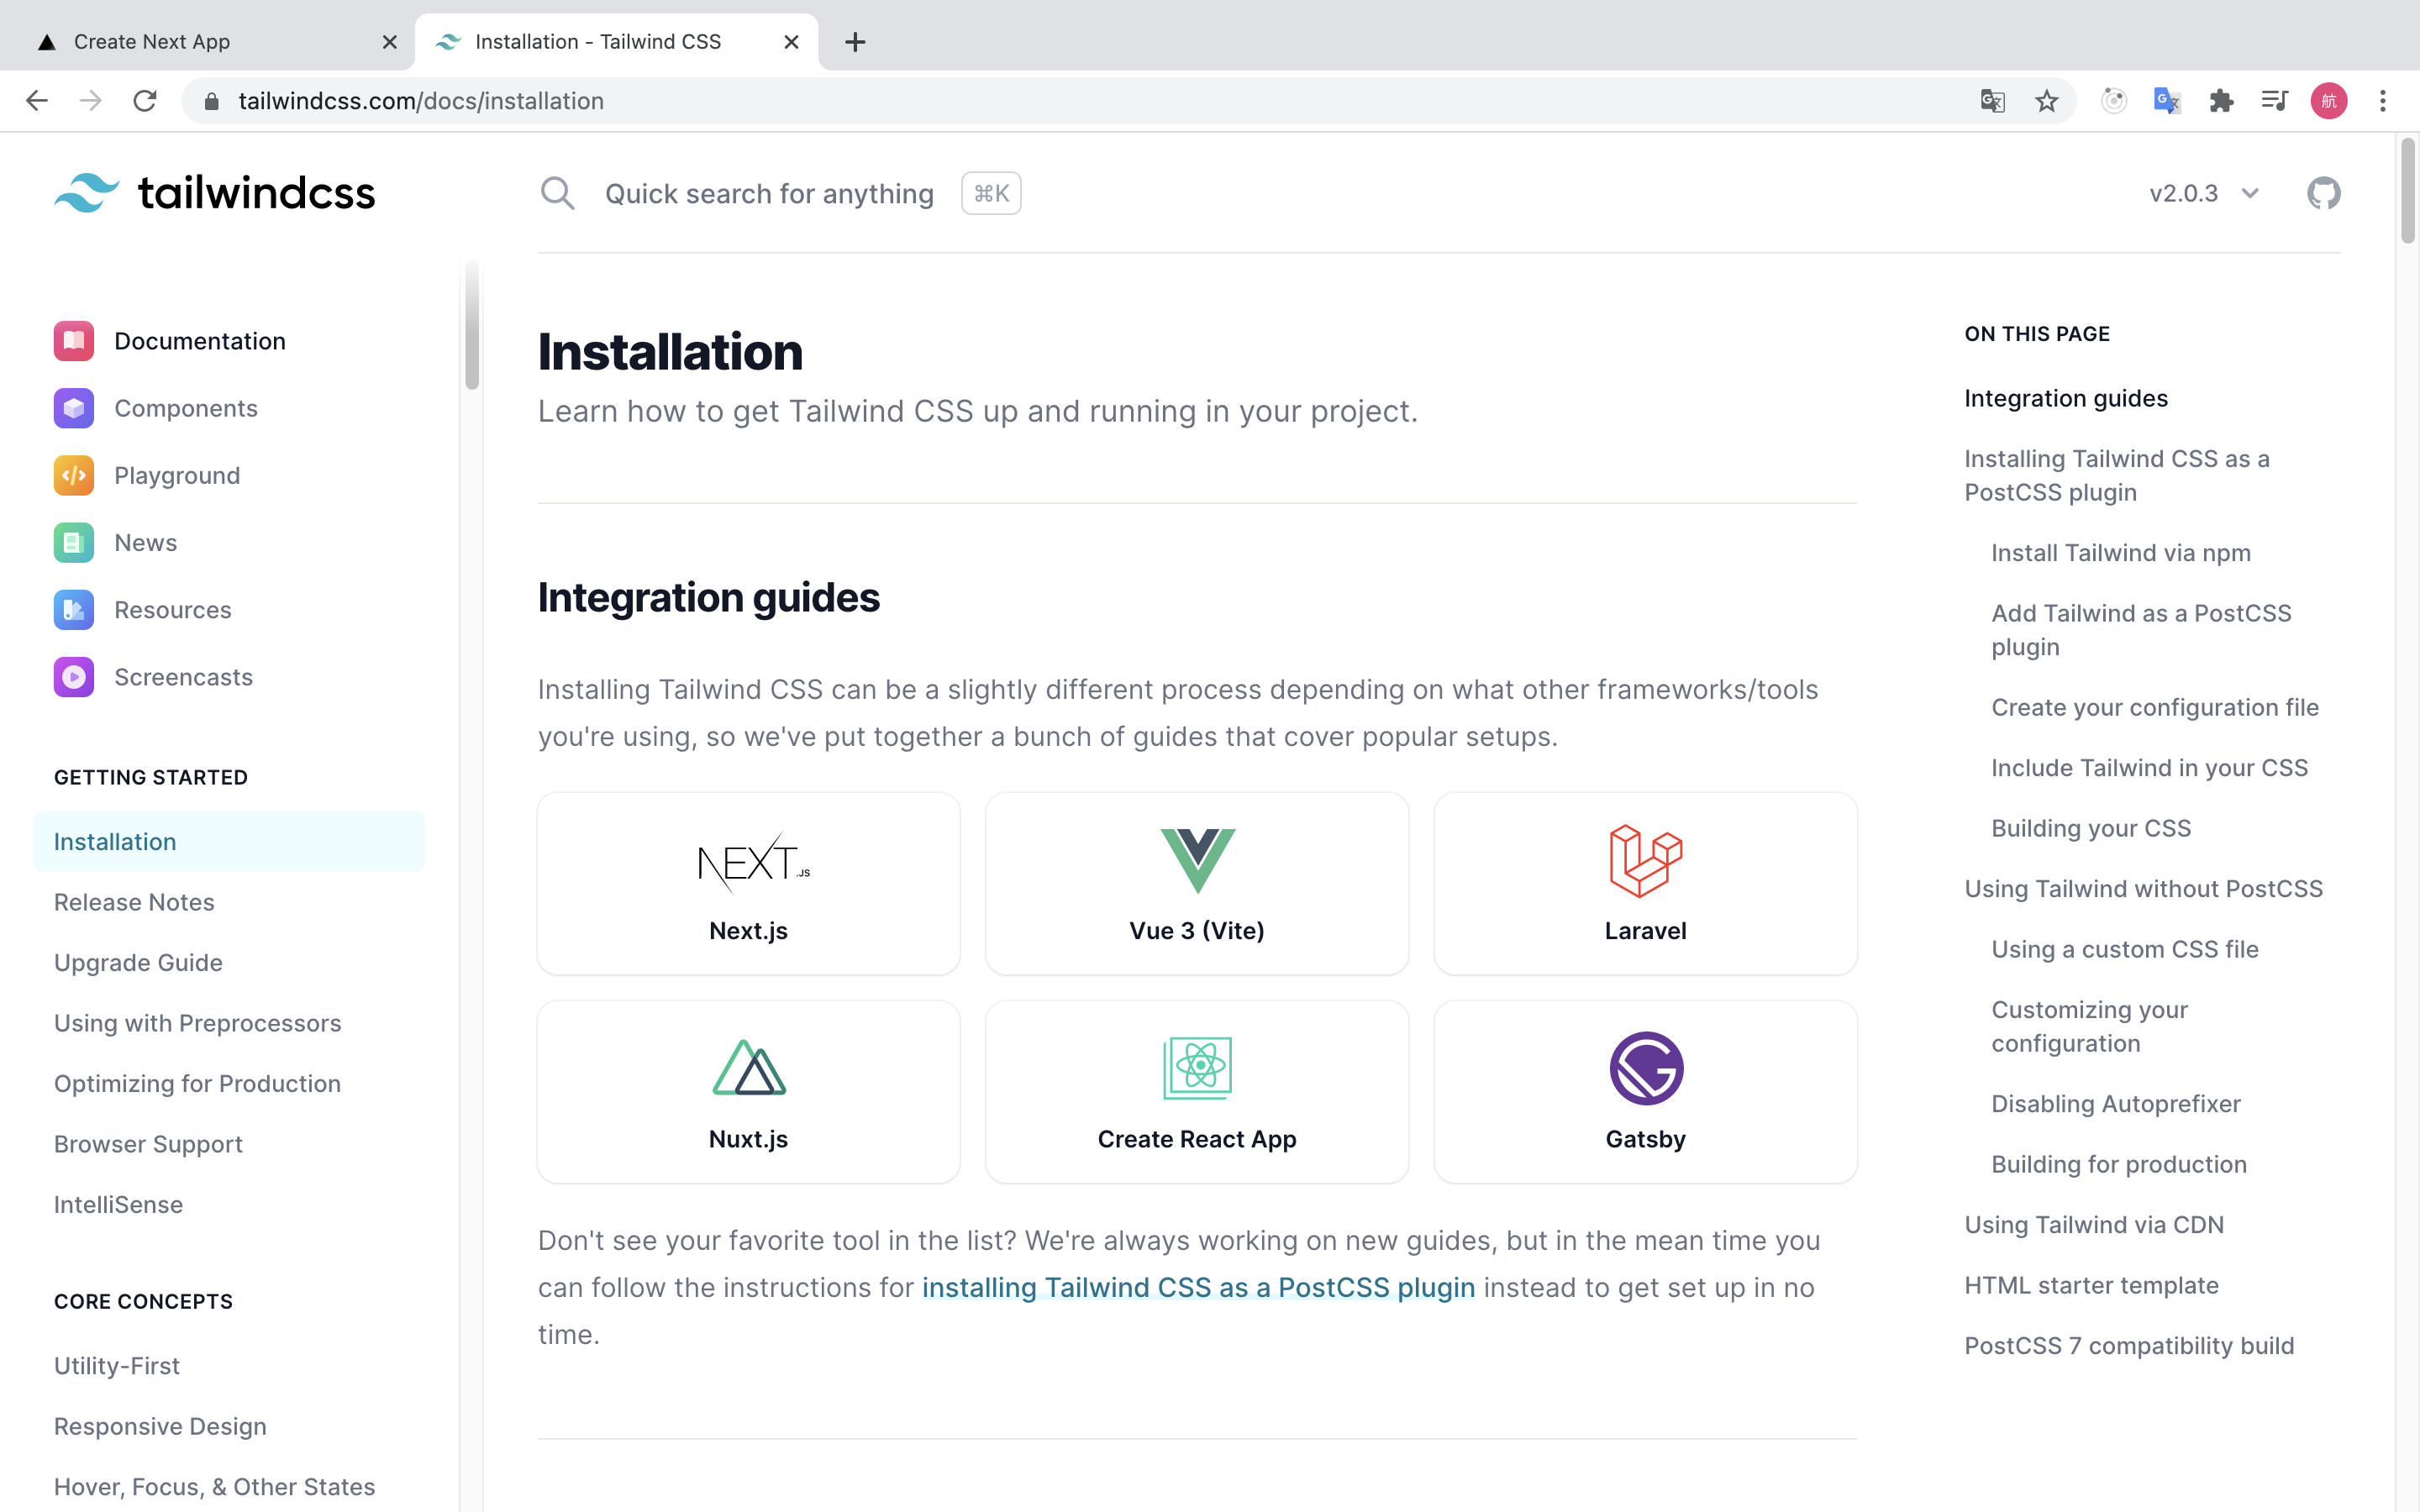 Create Next App
Installation - Tailwind CSS
tailwindcss.com/docs/installation
航
tailwindcss
Quick search for anything
⌘K
v2.0.3
Documentation
Components
Playground
News
Resources
Screencasts
GETTING STARTED
Installation
Release Notes
Upgrade Guide
Using with Preprocessors
Optimizing for Production
Browser Support
IntelliSense
CORE CONCEPTS
Utility-First
Responsive Design
Hover, Focus, & Other States
Installation
Learn how to get Tailwind CSS up and running in your project.
Integration guides
Installing Tailwind CSS can be a slightly different process depending on what other frameworks/tools
you're using, so we've put together a bunch of guides that cover popular setups.
NEXT.JS
Next.js
Vue 3 (Vite)
Laravel
Nuxt.js
Create React App
Gatsby
Don't see your favorite tool in the list? We're always working on new guides, but in the mean time you
can follow the instructions for installing Tailwind CSS as a PostCSS plugin instead to get set up in no
time.
ON THIS PAGE
Integration guides
Installing Tailwind CSS as a
PostCSS plugin
Install Tailwind via npm
Add Tailwind as a PostCSS
plugin
Create your configuration file
Include Tailwind in your CSS
Building your CSS
Using Tailwind without PostCSS
Using a custom CSS file
Customizing your
configuration
Disabling Autoprefixer
Building for production
Using Tailwind via CDN
HTML starter template
PostCSS 7 compatibility build